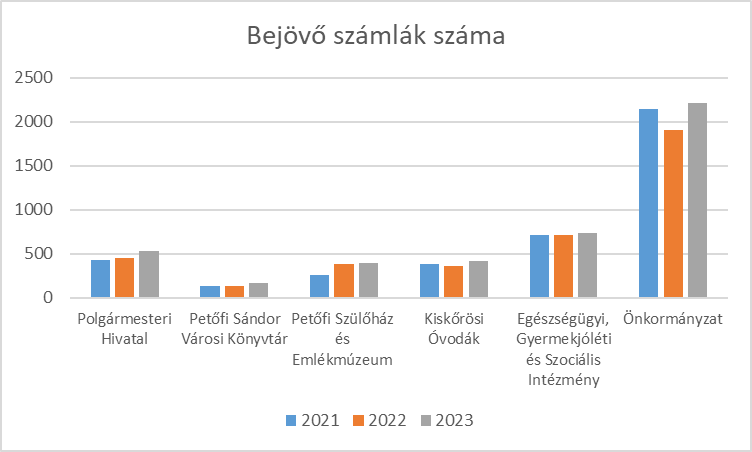 Bejövő számlák száma
2500
2000
1500
1000
500
0
Polgármesteri
Hivatal
Petőfi Sándor
Városi Könyvtár
Petőfi Szülőház
és
Emlékmúzeum
Kiskőrösi
Óvodák
Egészségügyi,
Gyermekjóléti
és Szociális
Intézmény
Önkormányzat
2021 2022 2023